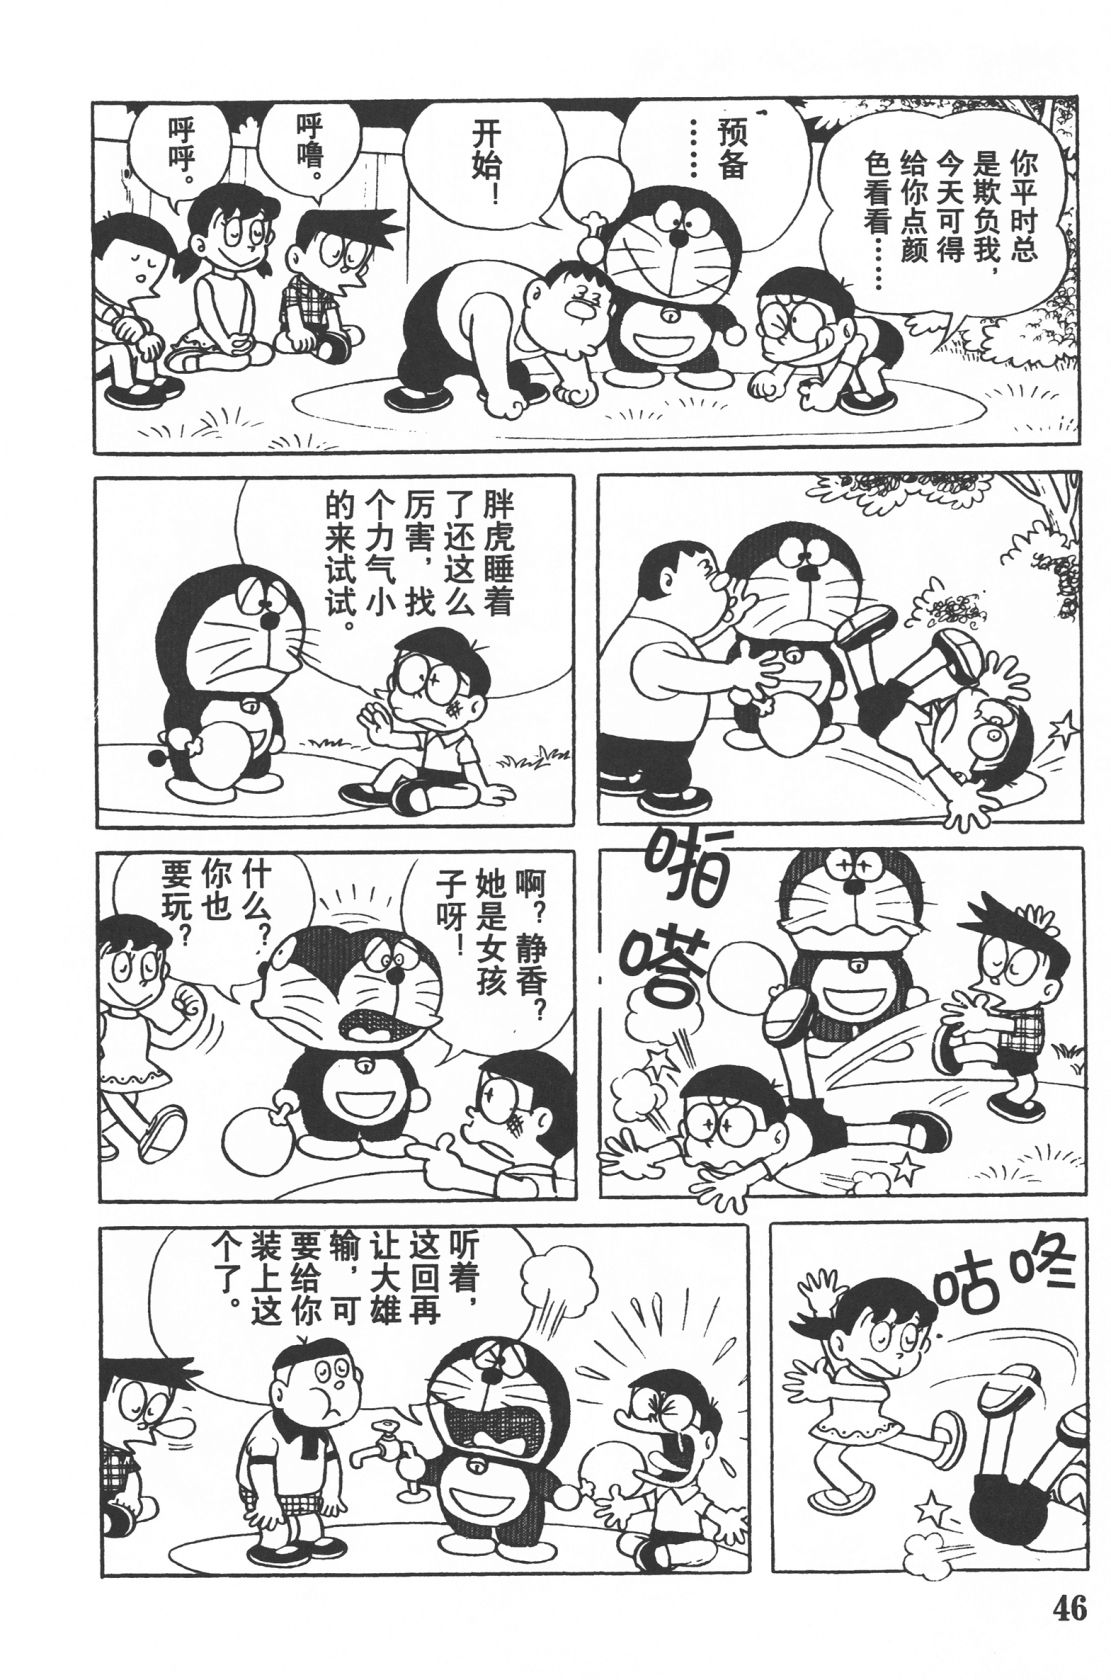 你平时总
是欺负我，
今天可得
给你点颜
色看看……
预备
……
开始！
呼噜。
呼呼。
胖虎睡着
了还这么
厉害，找
个力气小
的来试试。
啪
嗒
啊？静香？
她是女孩
子呀！
什么？
你也
要玩？
咕咚
听着，
这回再
让大雄
输，可
要给你
装上这
个了。
46